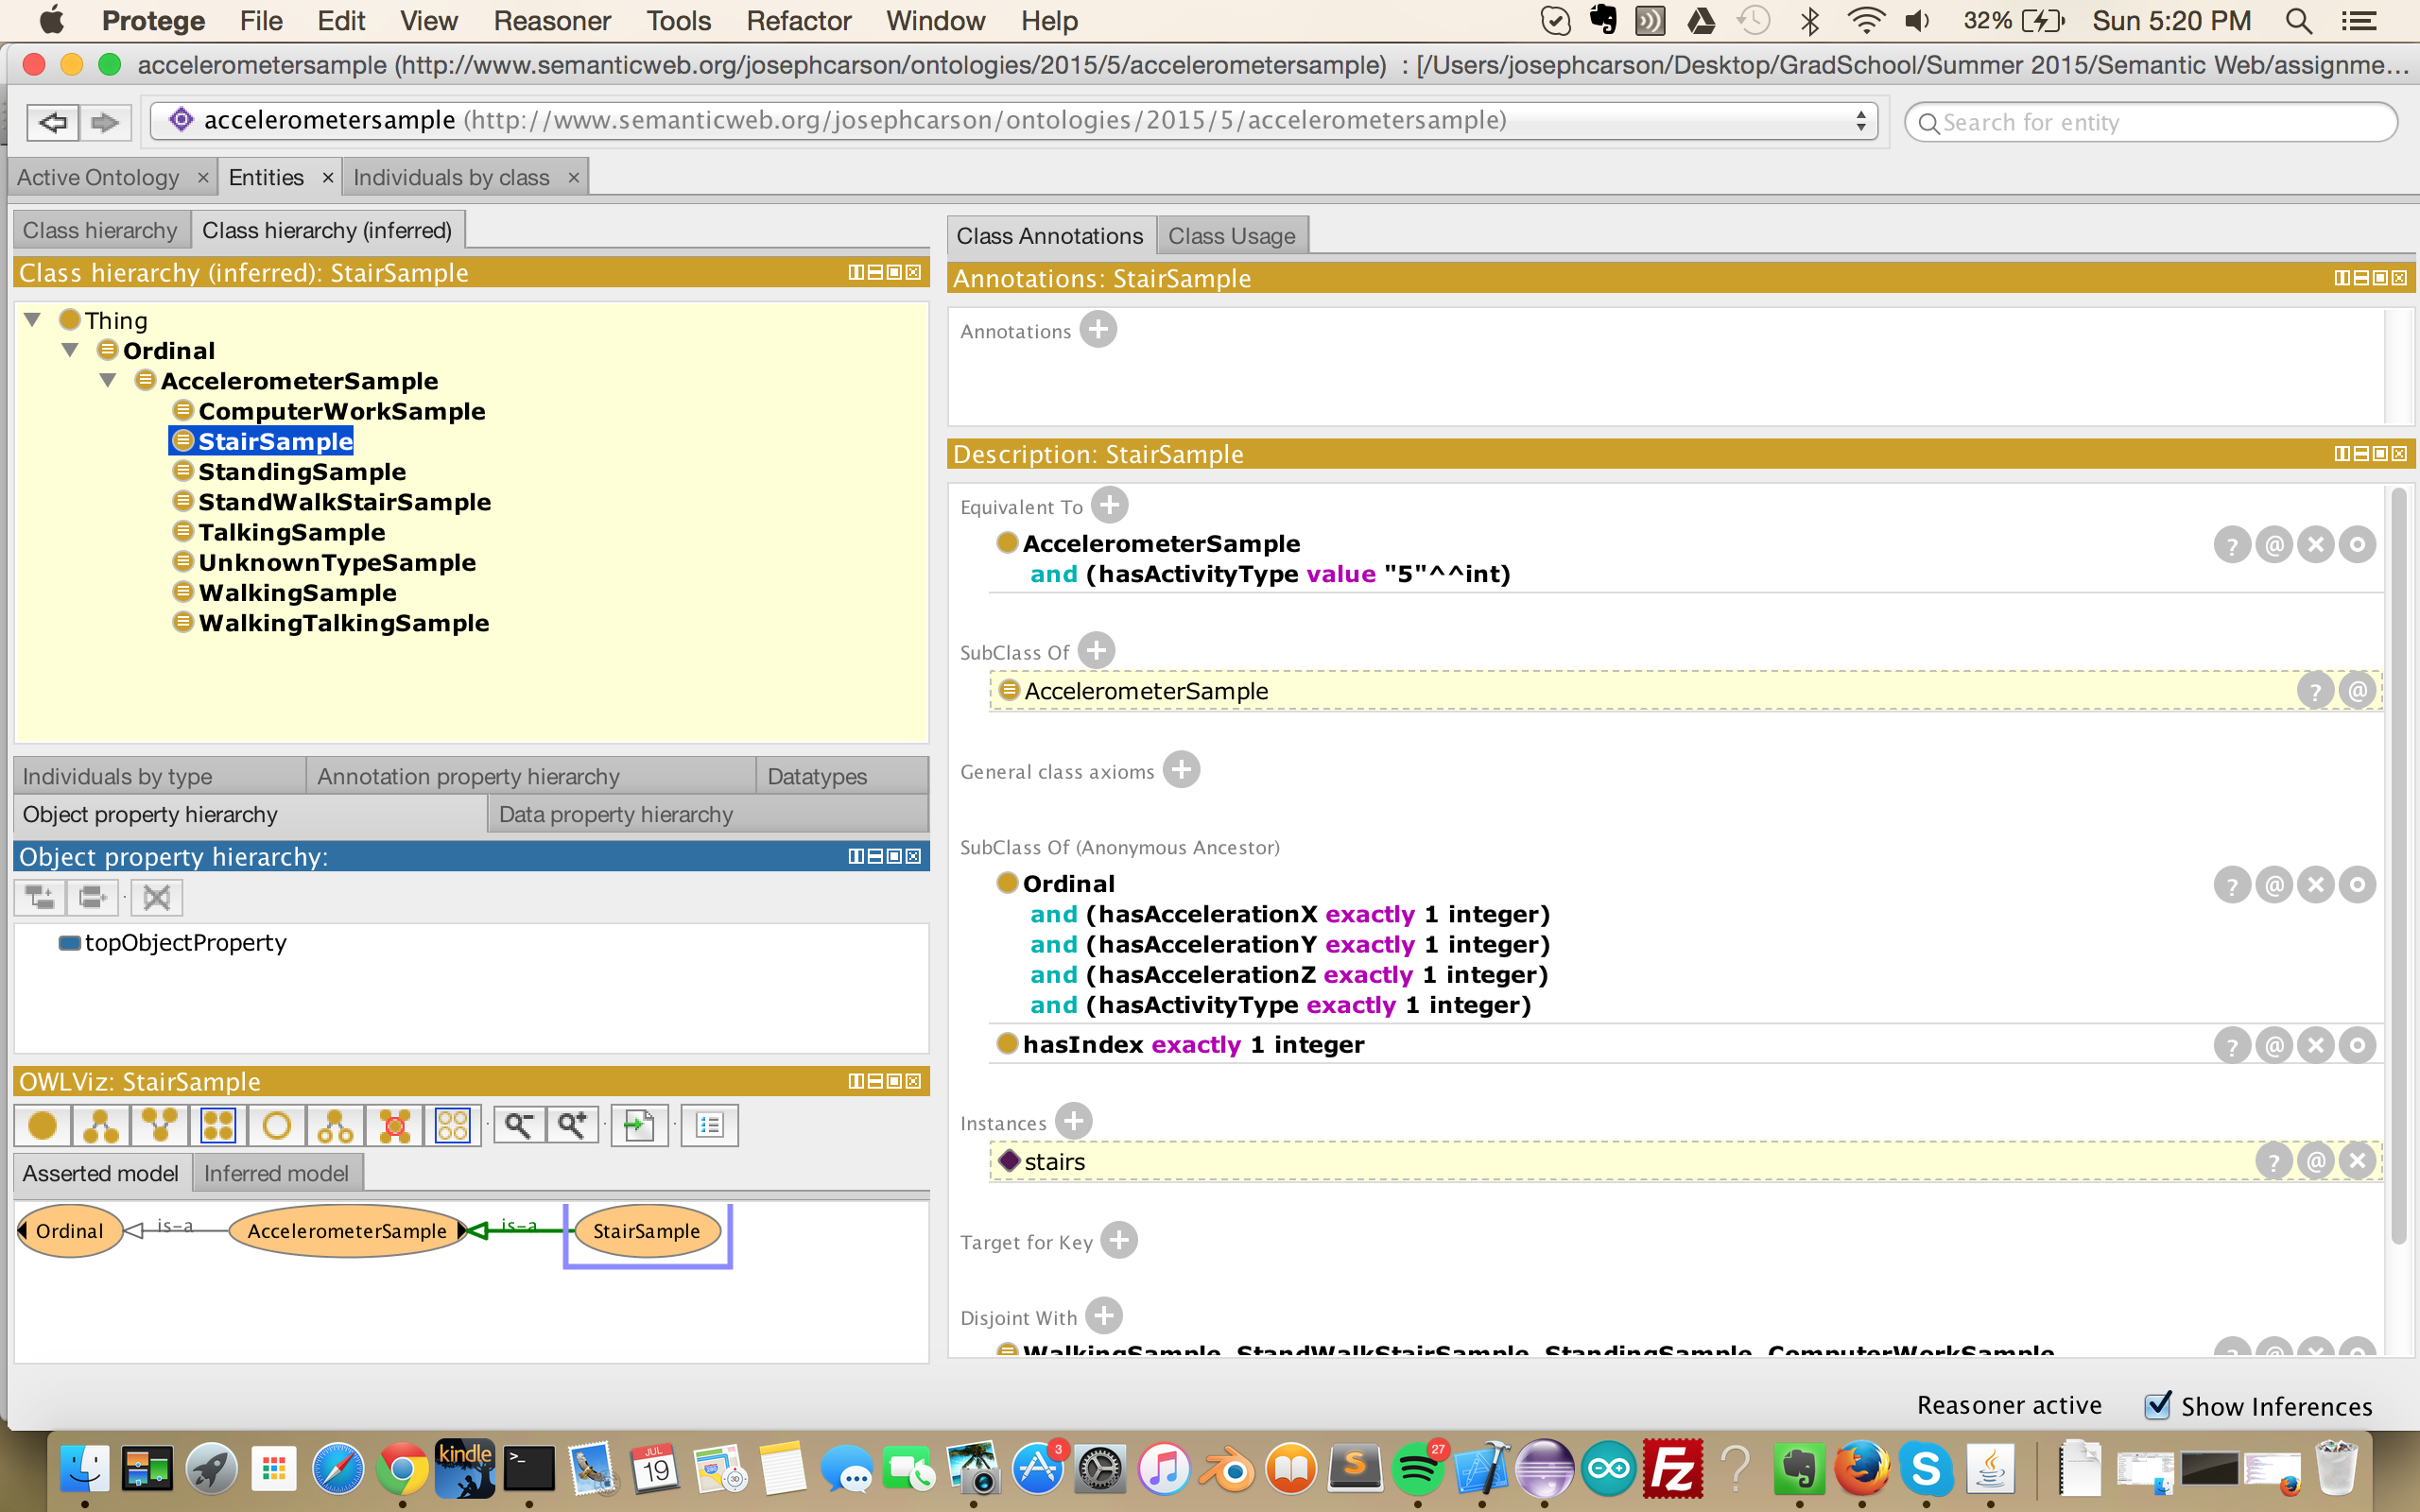 Protege File Edit View Reasoner Tools Refactor Window Help 32% Sun 5:20 PM
accelerometersample (http://www.semanticweb.org/josephcarson/ontologies/2015/5/accelerometersample) : [/Users/josephcarson/Desktop/GradSchool/Summer 2015/Semantic Web/assignme...
accelerometersample (http://www.semanticweb.org/josephcarson/ontologies/2015/5/accelerometersample)
Search for entity
Active Ontology × Entities × Individuals by class ×
Class hierarchy Class hierarchy (inferred)
Class hierarchy (inferred): StairSample
Thing
Ordinal
AccelerometerSample
ComputerWorkSample
StairSample
StandingSample
StandWalkStairSample
TalkingSample
UnknownTypeSample
WalkingSample
WalkingTalkingSample
Individuals by type Annotation property hierarchy Datatypes
Object property hierarchy Data property hierarchy
Object property hierarchy:
topObjectProperty
OWLViz: StairSample
Asserted model Inferred model
Ordinal is-a AccelerometerSample is-a StairSample
Class Annotations Class Usage
Annotations: StairSample
Annotations
Description: StairSample
Equivalent To
AccelerometerSample
and (hasActivityType value "5"^^int)
SubClass Of
AccelerometerSample
General class axioms
SubClass Of (Anonymous Ancestor)
Ordinal
and (hasAccelerationX exactly 1 integer)
and (hasAccelerationY exactly 1 integer)
and (hasAccelerationZ exactly 1 integer)
and (hasActivityType exactly 1 integer)
hasIndex exactly 1 integer
Instances
stairs
Target for Key
Disjoint With
WalkingSample, StandWalkStairSample, StandingSample, ComputerWorkSample
Reasoner active Show Inferences
kindle JUL 19 3 27